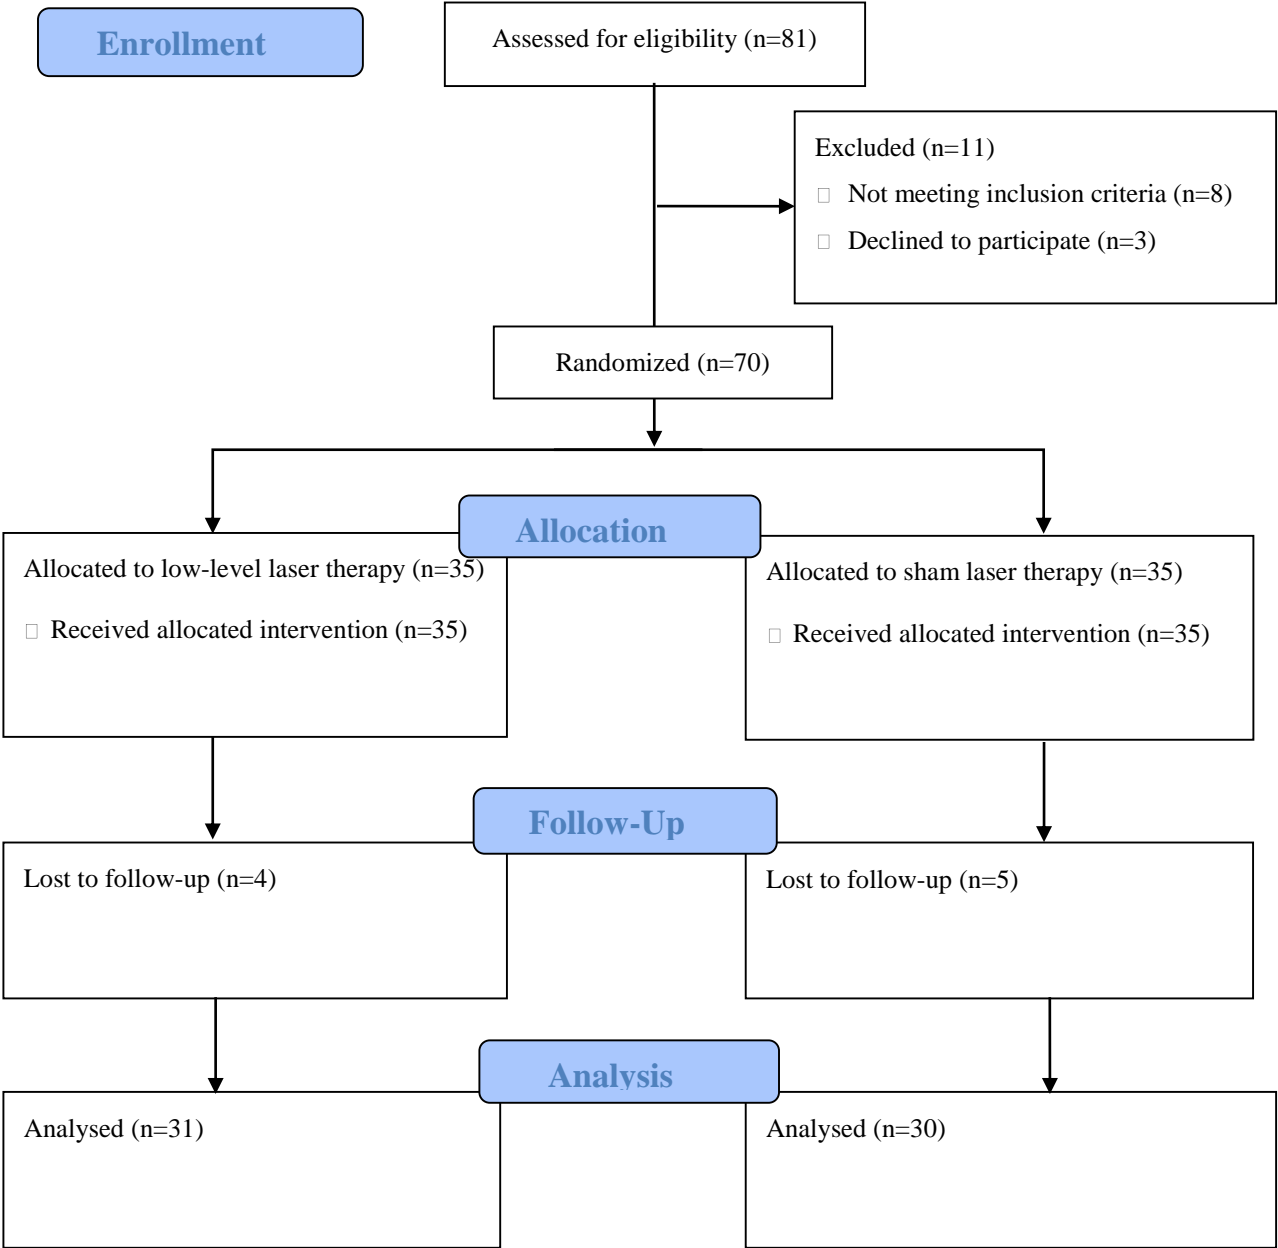 Enrollment
Assessed for eligibility (n=81)
Excluded (n=11)
Not meeting inclusion criteria (n=8)
Declined to participate (n=3)
Randomized (n=70)
Allocation
Allocated to low-level laser therapy (n=35)
Received allocated intervention (n=35)
Allocated to sham laser therapy (n=35)
Received allocated intervention (n=35)
Follow-Up
Lost to follow-up (n=4)
Lost to follow-up (n=5)
Analysis
Analysed (n=31)
Analysed (n=30)